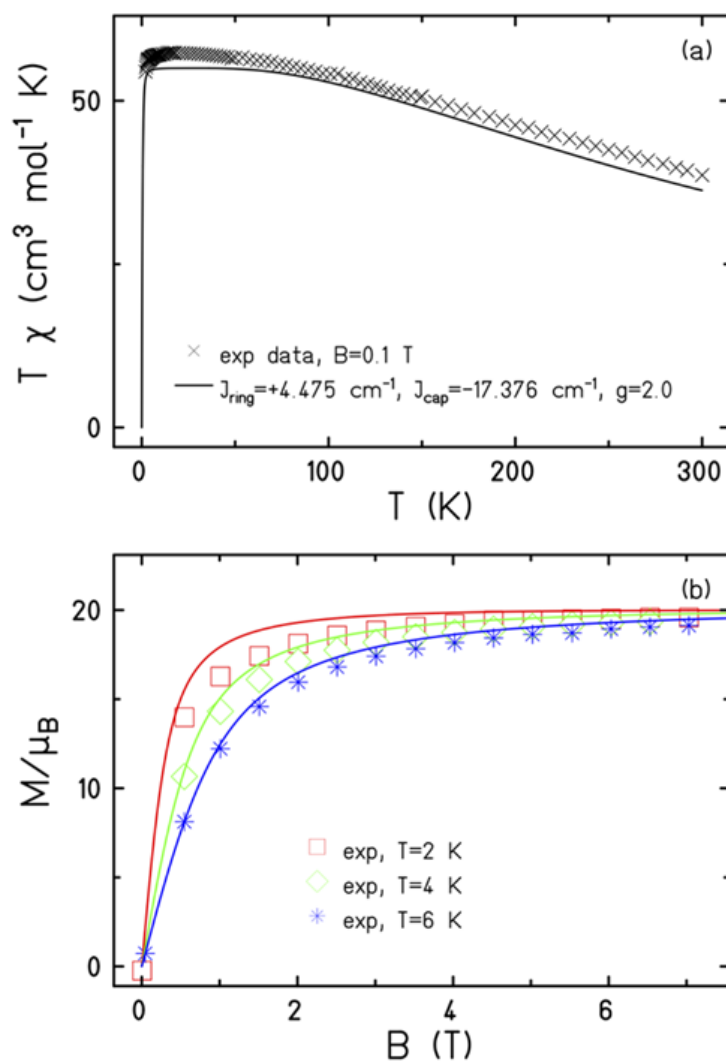 (a)
50
0
T χ (cm³ mol⁻¹ K)
exp data, B=0.1 T
J_ring=+4.475 cm⁻¹, J_cap=−17.376 cm⁻¹, g=2.0
0 100 200 300
T (K)
(b)
20
10
0
M/μ_B
exp, T=2 K
exp, T=4 K
exp, T=6 K
0 2 4 6
B (T)